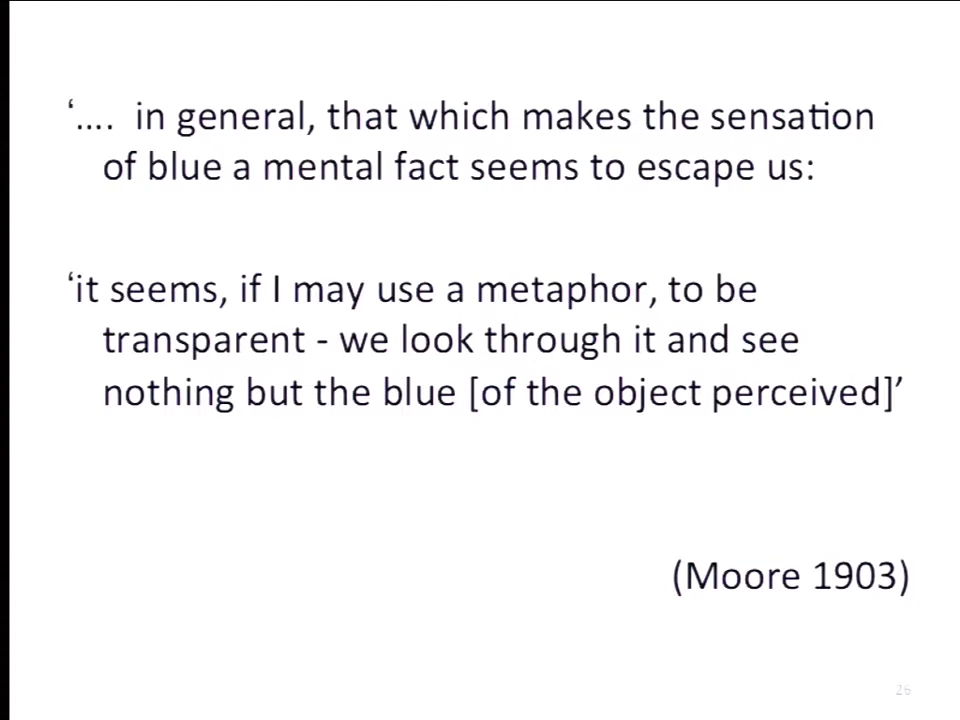 ‘…. in general, that which makes the sensation
of blue a mental fact seems to escape us:
‘it seems, if I may use a metaphor, to be
transparent - we look through it and see
nothing but the blue [of the object perceived]’
(Moore 1903)
26